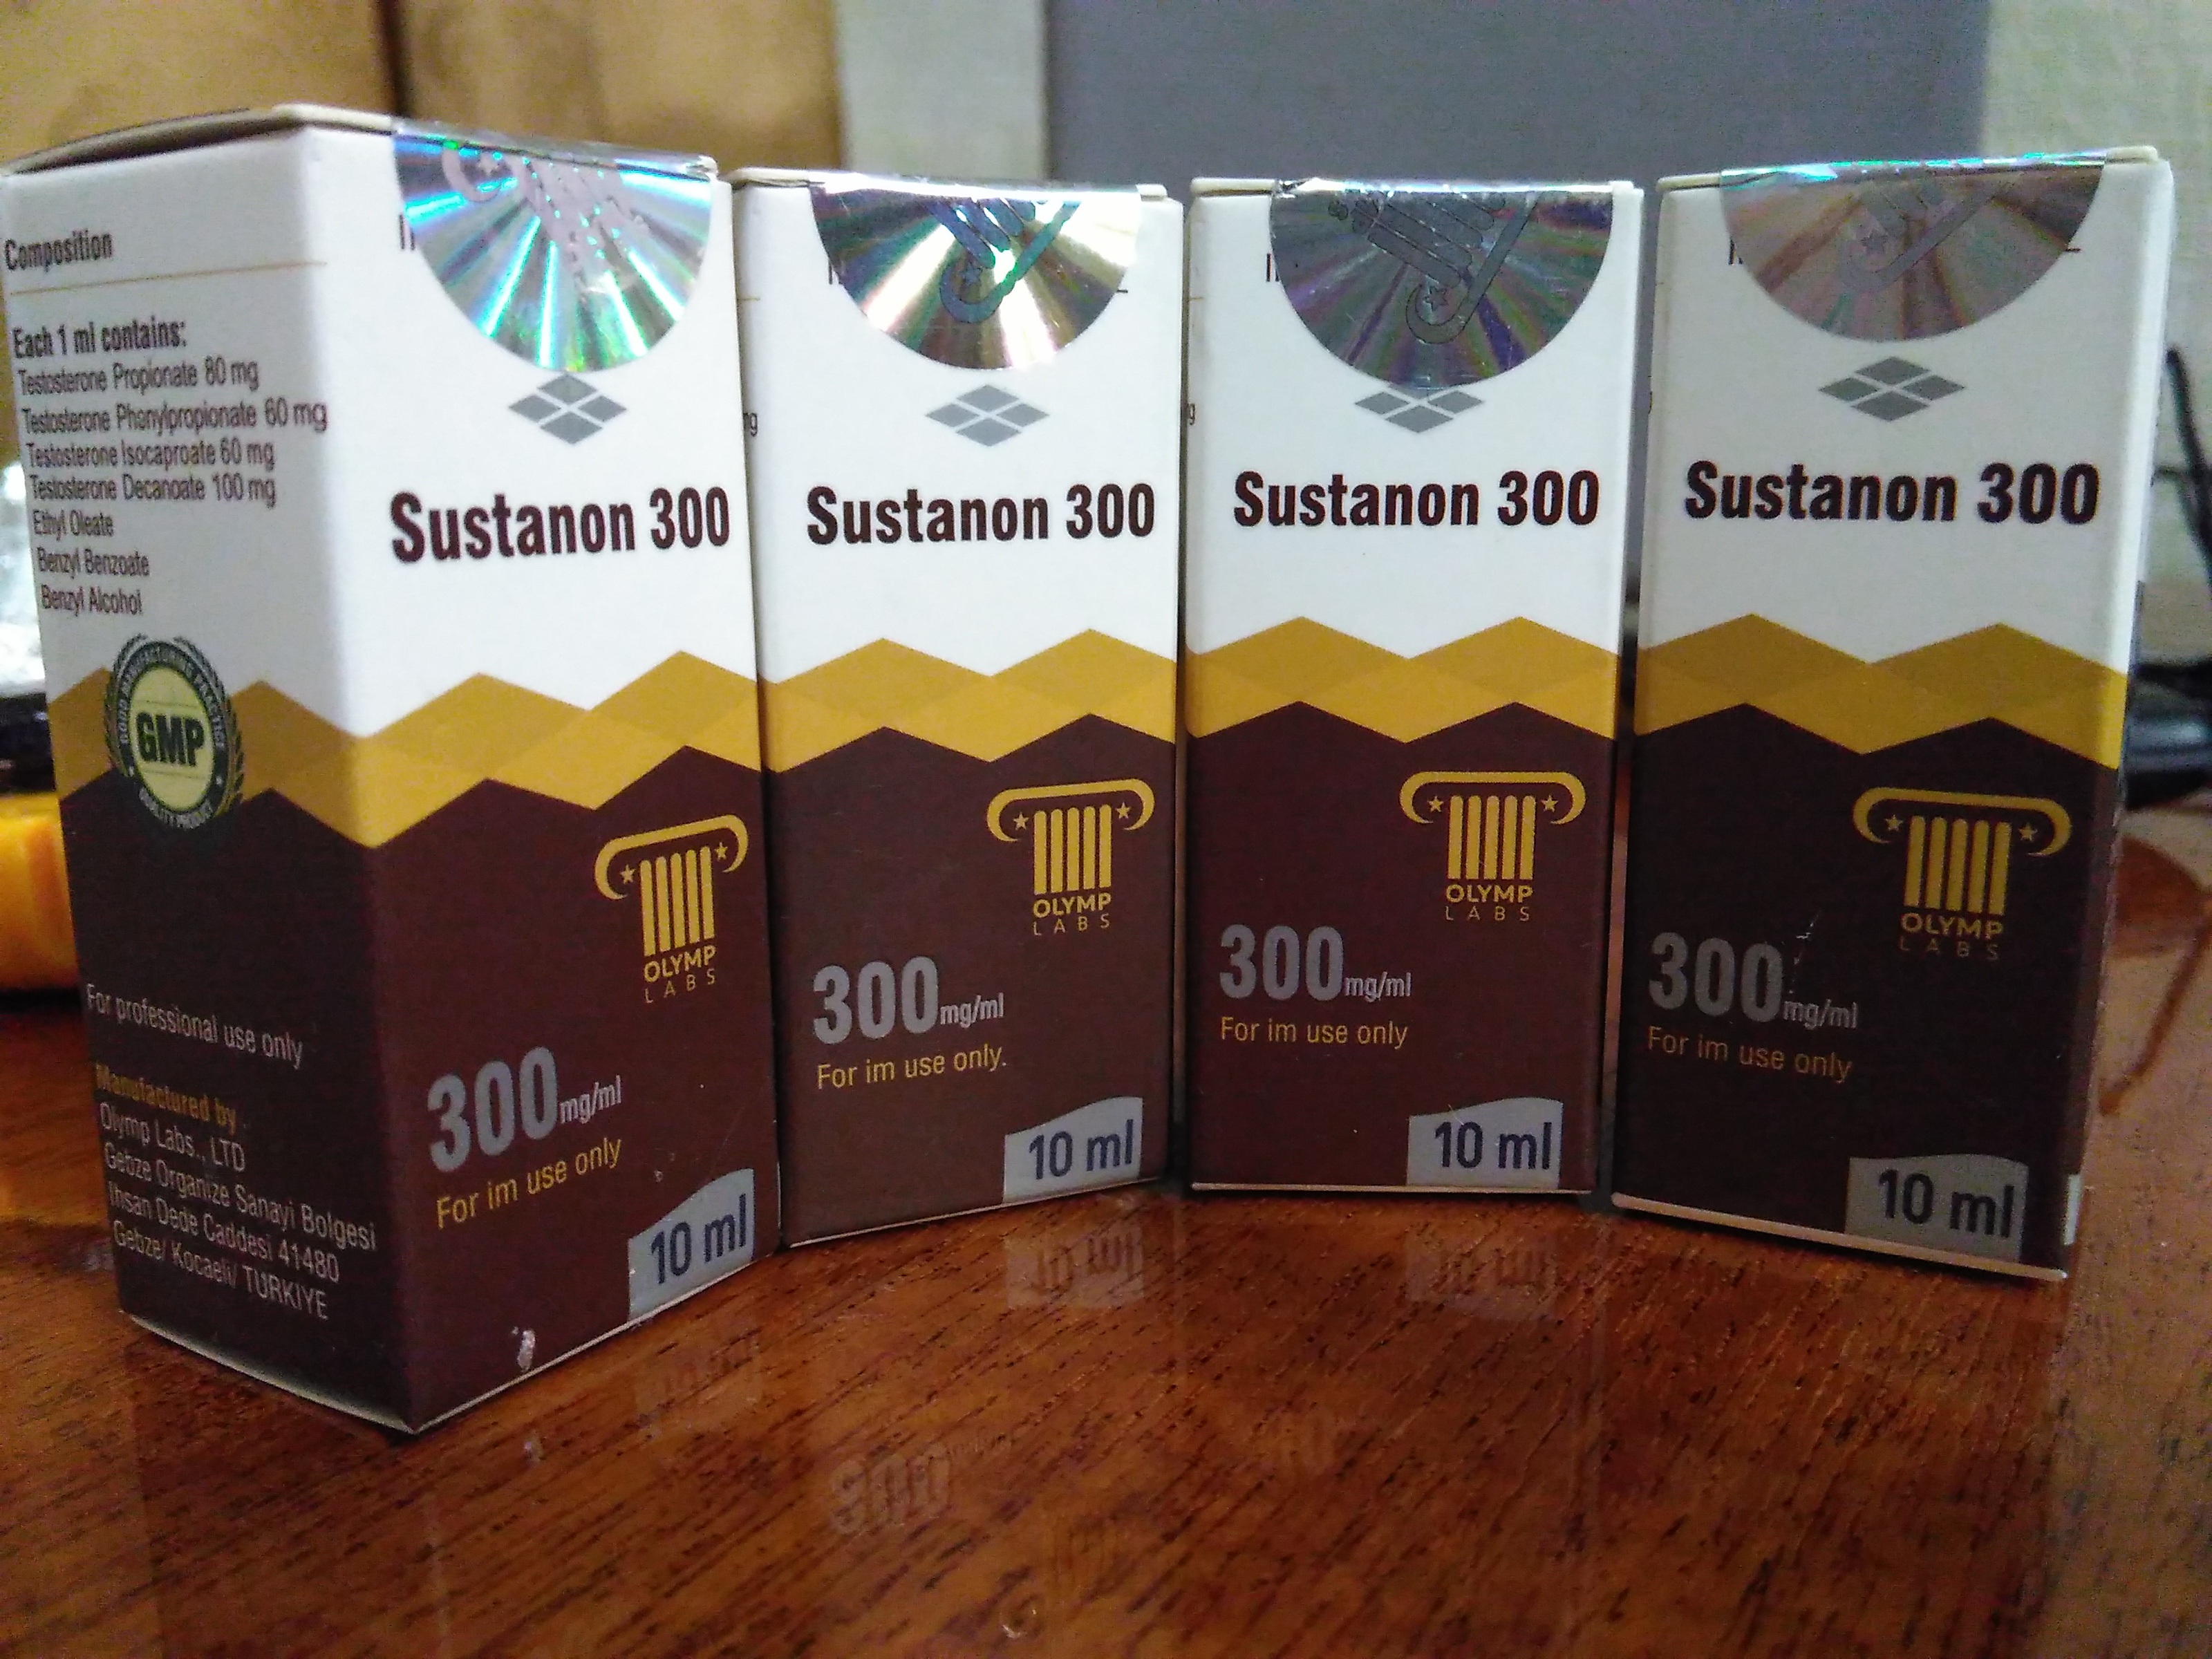 Composition
Each 1 ml contains:
Testosterone Propionate 80 mg
Testosterone Phenylpropionate 60 mg
Testosterone Isocaproate 60 mg
Testosterone Decanoate 100 mg
Ethyl Oleate
Benzyl Benzoate
Benzyl Alcohol
GOOD MANUFACTURING PRACTICE
GMP
QUALITY PRODUCT
For professional use only
Manufactured by
Olymp Labs., LTD
Gebze Organize Sanayi Bolgesi
Ihsan Dede Caddesi 41480
Gebze/ Kocaeli/ TURKIYE
Sustanon 300
OLYMP
LABS
300mg/ml
For im use only
10 ml
Sustanon 300
OLYMP
LABS
300mg/ml
For im use only.
10 ml
Sustanon 300
OLYMP
LABS
300mg/ml
For im use only
10 ml
Sustanon 300
OLYMP
LABS
300mg/ml
For im use only
10 ml